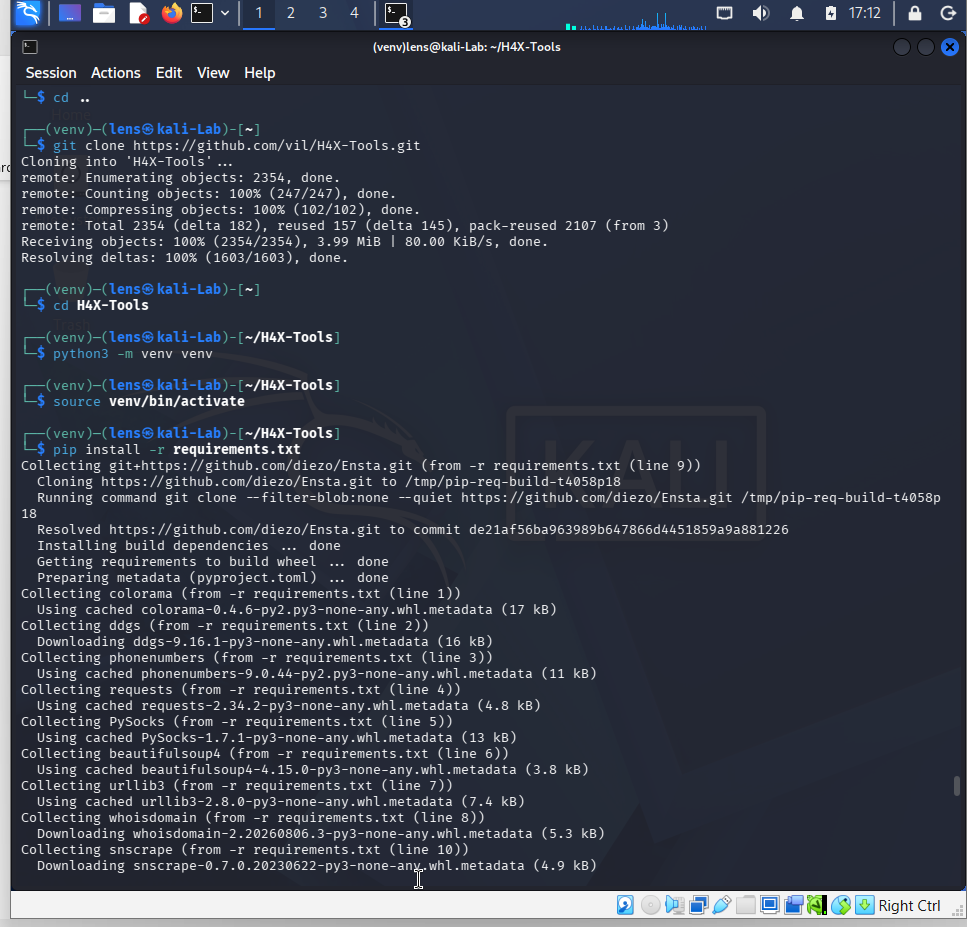 1 2 3 4 3 17:12
(venv)lens@kali-Lab: ~/H4X-Tools
Session Actions Edit View Help
└─$ cd ..
┌──(venv)─(lens㉿kali-Lab)-[~]
└─$ git clone https://github.com/vil/H4X-Tools.git
Cloning into 'H4X-Tools'...
remote: Enumerating objects: 2354, done.
remote: Counting objects: 100% (247/247), done.
remote: Compressing objects: 100% (102/102), done.
remote: Total 2354 (delta 182), reused 157 (delta 145), pack-reused 2107 (from 3)
Receiving objects: 100% (2354/2354), 3.99 MiB | 80.00 KiB/s, done.
Resolving deltas: 100% (1603/1603), done.
┌──(venv)─(lens㉿kali-Lab)-[~]
└─$ cd H4X-Tools
┌──(venv)─(lens㉿kali-Lab)-[~/H4X-Tools]
└─$ python3 -m venv venv
┌──(venv)─(lens㉿kali-Lab)-[~/H4X-Tools]
└─$ source venv/bin/activate
┌──(venv)─(lens㉿kali-Lab)-[~/H4X-Tools]
└─$ pip install -r requirements.txt
Collecting git+https://github.com/diezo/Ensta.git (from -r requirements.txt (line 9))
Cloning https://github.com/diezo/Ensta.git to /tmp/pip-req-build-t4058p18
Running command git clone --filter=blob:none --quiet https://github.com/diezo/Ensta.git /tmp/pip-req-build-t4058p
18
Resolved https://github.com/diezo/Ensta.git to commit de21af56ba963989b647866d4451859a9a881226
Installing build dependencies ... done
Getting requirements to build wheel ... done
Preparing metadata (pyproject.toml) ... done
Collecting colorama (from -r requirements.txt (line 1))
Using cached colorama-0.4.6-py2.py3-none-any.whl.metadata (17 kB)
Collecting ddgs (from -r requirements.txt (line 2))
Downloading ddgs-9.16.1-py3-none-any.whl.metadata (16 kB)
Collecting phonenumbers (from -r requirements.txt (line 3))
Using cached phonenumbers-9.0.44-py2.py3-none-any.whl.metadata (11 kB)
Collecting requests (from -r requirements.txt (line 4))
Using cached requests-2.34.2-py3-none-any.whl.metadata (4.8 kB)
Collecting PySocks (from -r requirements.txt (line 5))
Using cached PySocks-1.7.1-py3-none-any.whl.metadata (13 kB)
Collecting beautifulsoup4 (from -r requirements.txt (line 6))
Using cached beautifulsoup4-4.15.0-py3-none-any.whl.metadata (3.8 kB)
Collecting urllib3 (from -r requirements.txt (line 7))
Using cached urllib3-2.8.0-py3-none-any.whl.metadata (7.4 kB)
Collecting whoisdomain (from -r requirements.txt (line 8))
Downloading whoisdomain-2.20260806.3-py3-none-any.whl.metadata (5.3 kB)
Collecting snscrape (from -r requirements.txt (line 10))
Downloading snscrape-0.7.0.20230622-py3-none-any.whl.metadata (4.9 kB)
KALI
Right Ctrl